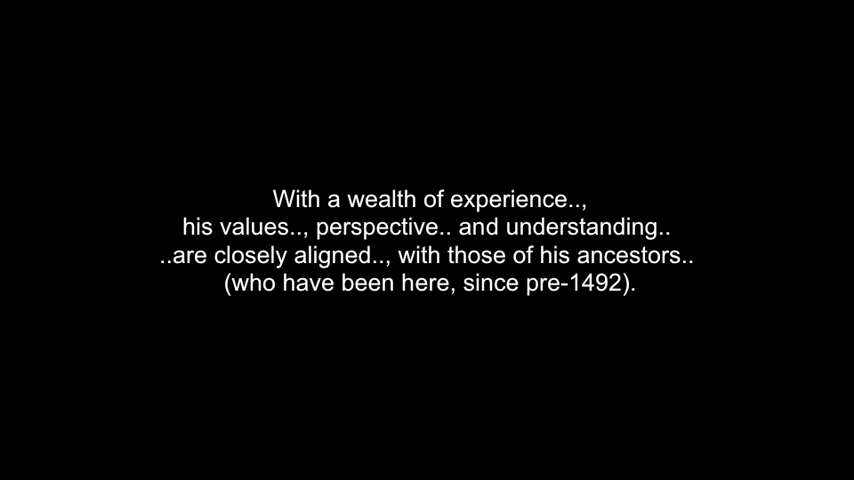 With a wealth of experience..,
his values.., perspective.. and understanding..
..are closely aligned.., with those of his ancestors..
(who have been here, since pre-1492).